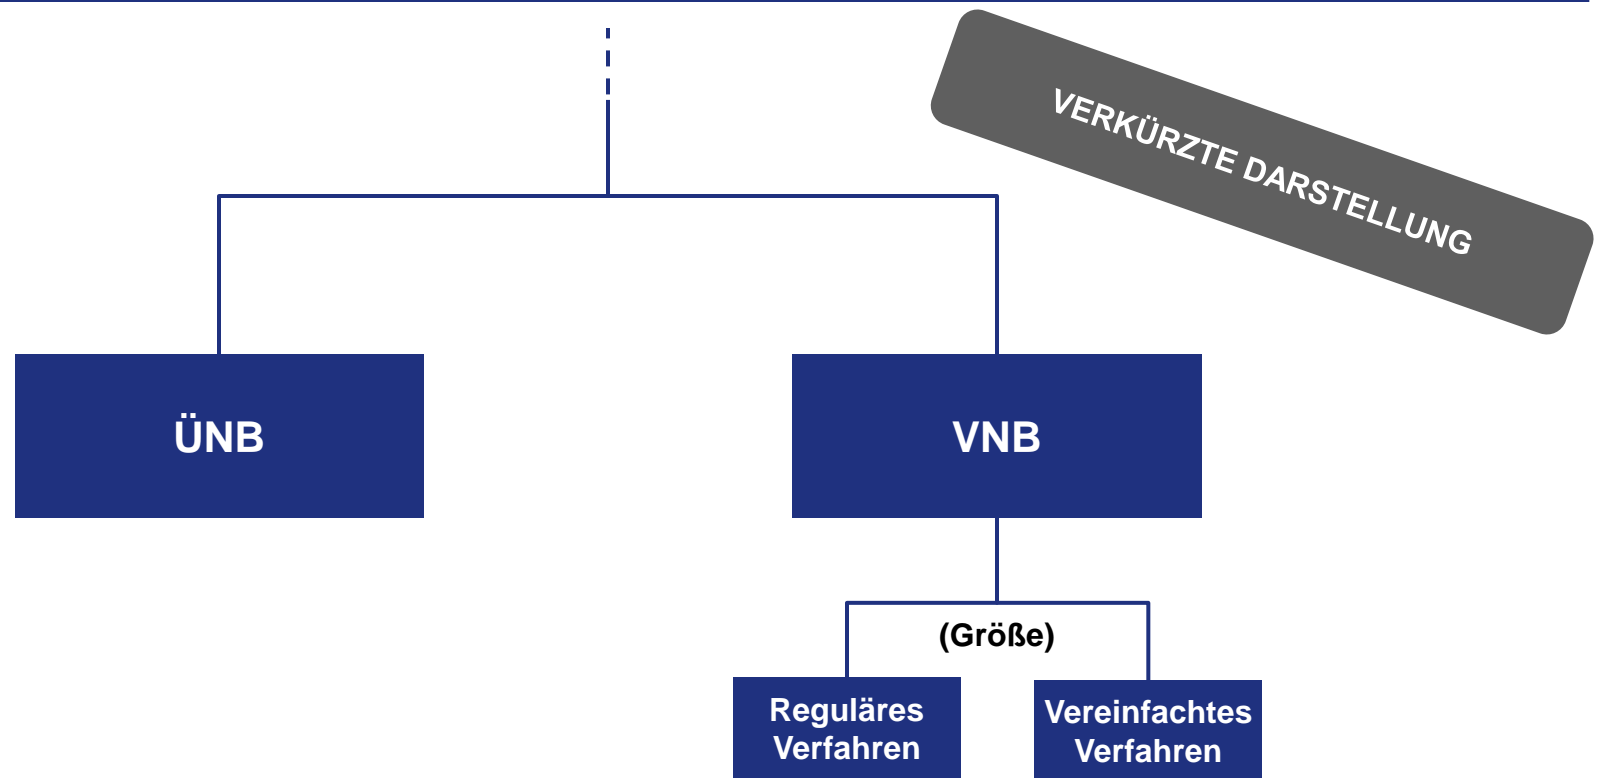 VERKÜRZTE DARSTELLUNG
ÜNB
VNB
(Größe)
Reguläres
Verfahren
Vereinfachtes
Verfahren